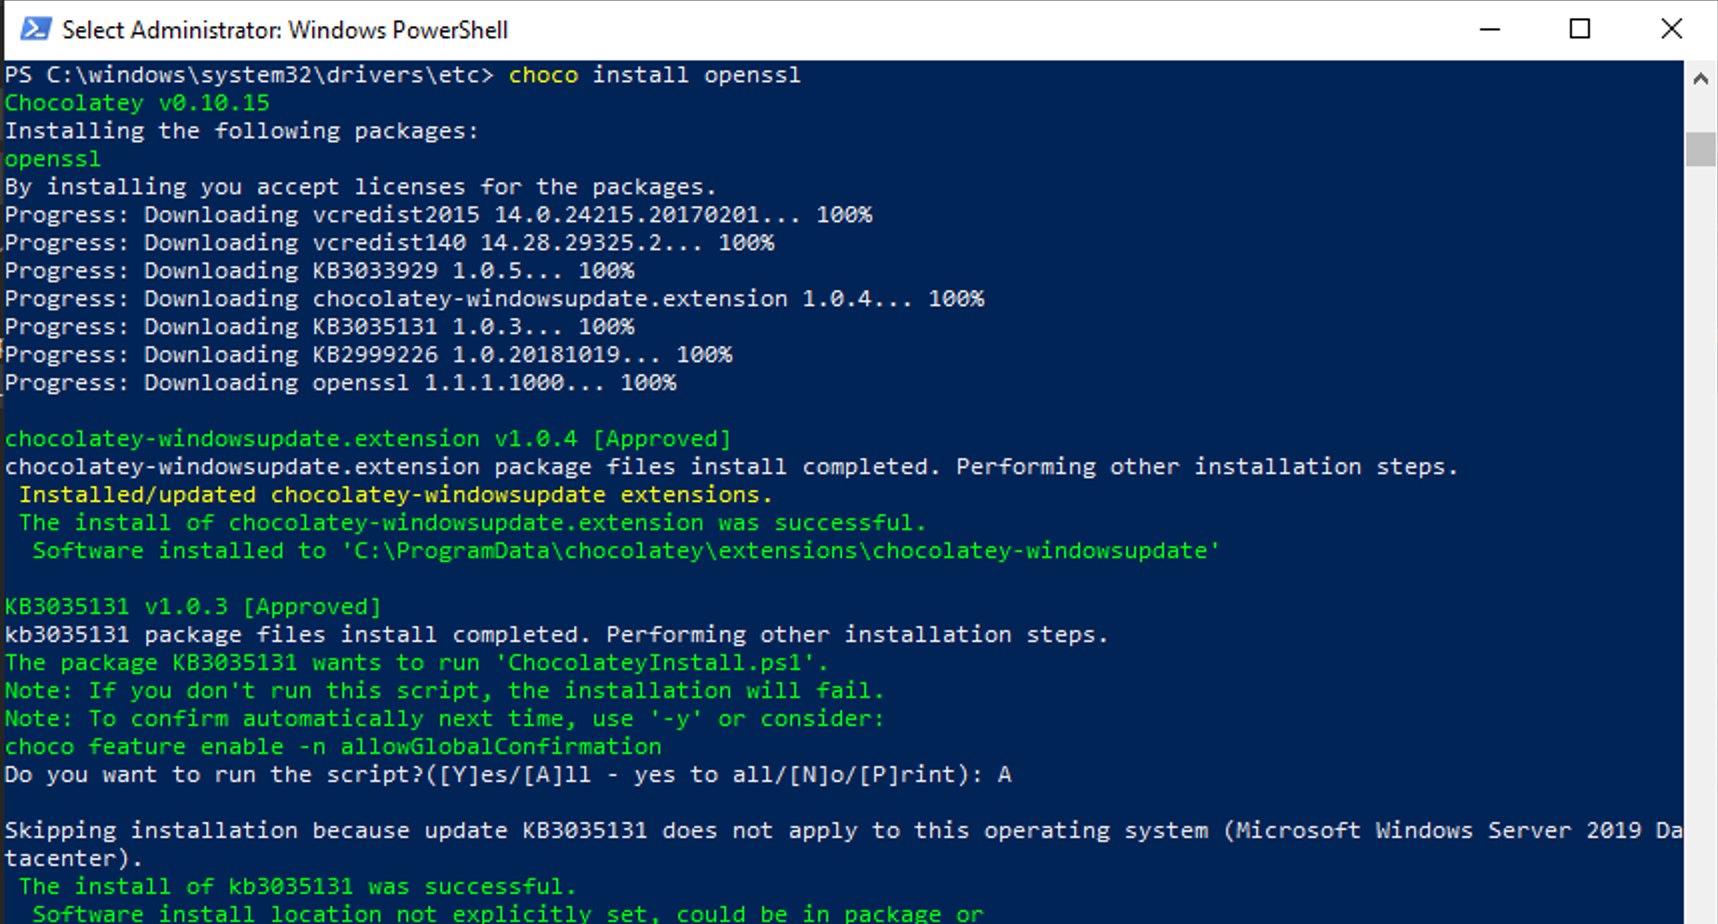 Select Administrator: Windows PowerShell
PS C:\windows\system32\drivers\etc> choco install openssl
Chocolatey v0.10.15
Installing the following packages:
openssl
By installing you accept licenses for the packages.
Progress: Downloading vcredist2015 14.0.24215.20170201... 100%
Progress: Downloading vcredist140 14.28.29325.2... 100%
Progress: Downloading KB3033929 1.0.5... 100%
Progress: Downloading chocolatey-windowsupdate.extension 1.0.4... 100%
Progress: Downloading KB3035131 1.0.3... 100%
Progress: Downloading KB2999226 1.0.20181019... 100%
Progress: Downloading openssl 1.1.1.1000... 100%
chocolatey-windowsupdate.extension v1.0.4 [Approved]
chocolatey-windowsupdate.extension package files install completed. Performing other installation steps.
Installed/updated chocolatey-windowsupdate extensions.
The install of chocolatey-windowsupdate.extension was successful.
Software installed to 'C:\ProgramData\chocolatey\extensions\chocolatey-windowsupdate'
KB3035131 v1.0.3 [Approved]
kb3035131 package files install completed. Performing other installation steps.
The package KB3035131 wants to run 'ChocolateyInstall.ps1'.
Note: If you don't run this script, the installation will fail.
Note: To confirm automatically next time, use '-y' or consider:
choco feature enable -n allowGlobalConfirmation
Do you want to run the script?([Y]es/[A]ll - yes to all/[N]o/[P]rint): A
Skipping installation because update KB3035131 does not apply to this operating system (Microsoft Windows Server 2019 Da
tacenter).
The install of kb3035131 was successful.
Software install location not explicitly set, could be in package or